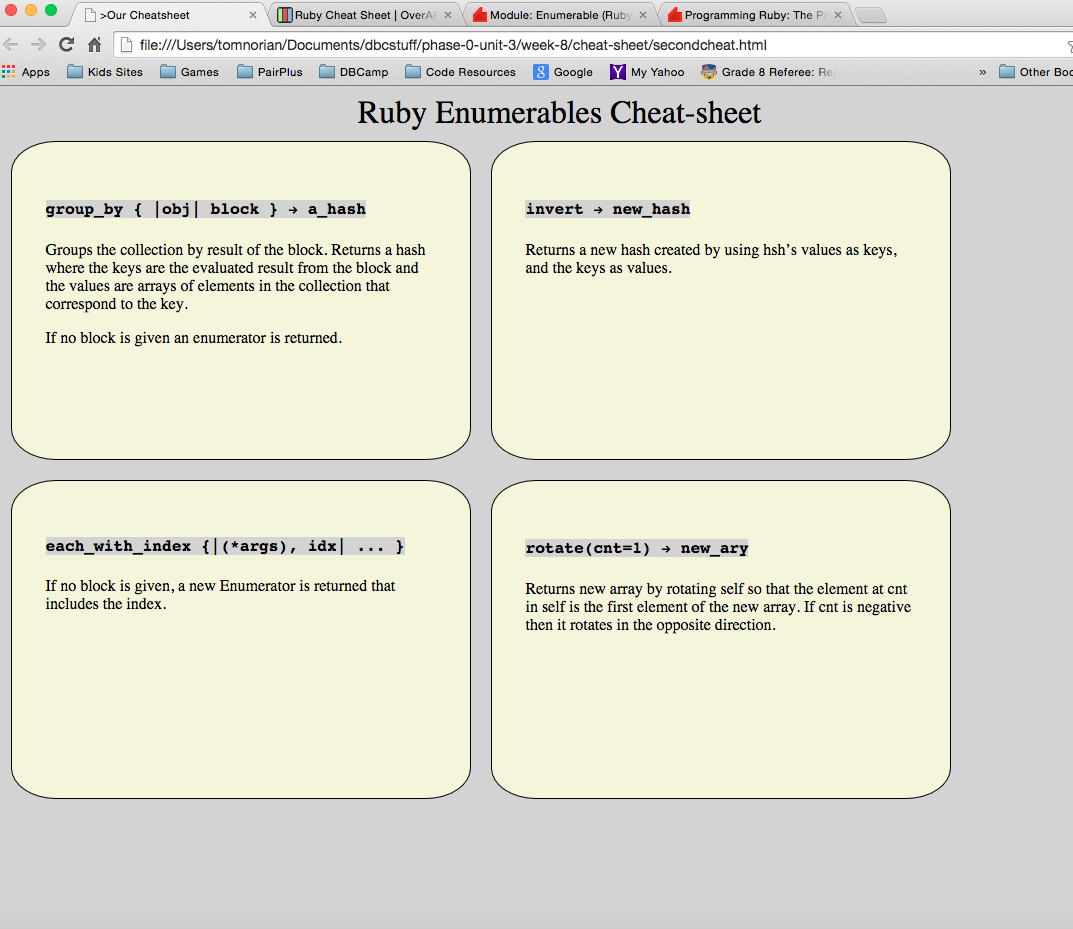 >Our Cheatsheet
Ruby Cheat Sheet | OverAP
Module: Enumerable (Ruby
Programming Ruby: The P
file:///Users/tomnorian/Documents/dbcstuff/phase-0-unit-3/week-8/cheat-sheet/secondcheat.html
Apps Kids Sites Games PairPlus DBCamp Code Resources Google My Yahoo Grade 8 Referee: Re » Other Boo
Ruby Enumerables Cheat-sheet
group_by { |obj| block } → a_hash
Groups the collection by result of the block. Returns a hash
where the keys are the evaluated result from the block and
the values are arrays of elements in the collection that
correspond to the key.
If no block is given an enumerator is returned.
invert → new_hash
Returns a new hash created by using hsh’s values as keys,
and the keys as values.
each_with_index {|(*args), idx| ... }
If no block is given, a new Enumerator is returned that
includes the index.
rotate(cnt=1) → new_ary
Returns new array by rotating self so that the element at cnt
in self is the first element of the new array. If cnt is negative
then it rotates in the opposite direction.